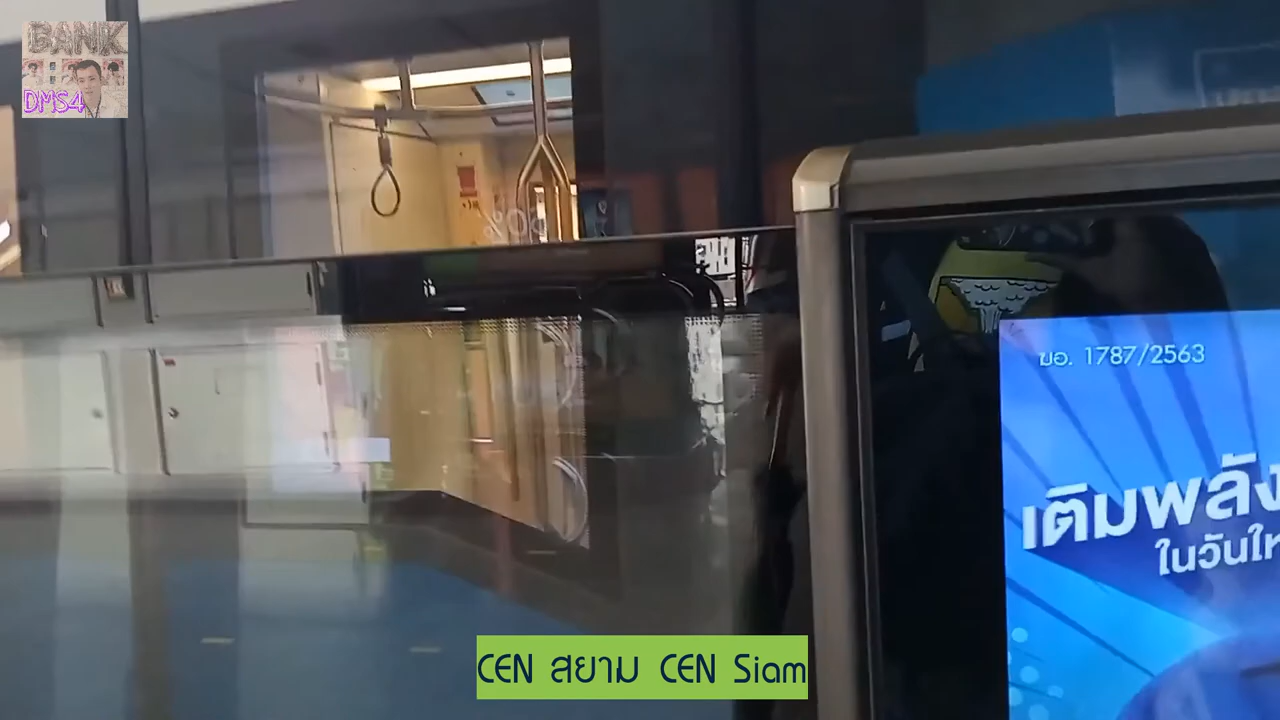 BANK
DMS4
ฆอ. 1787/2563
เติมพลัง
ในวันให
CEN สยาม CEN Siam